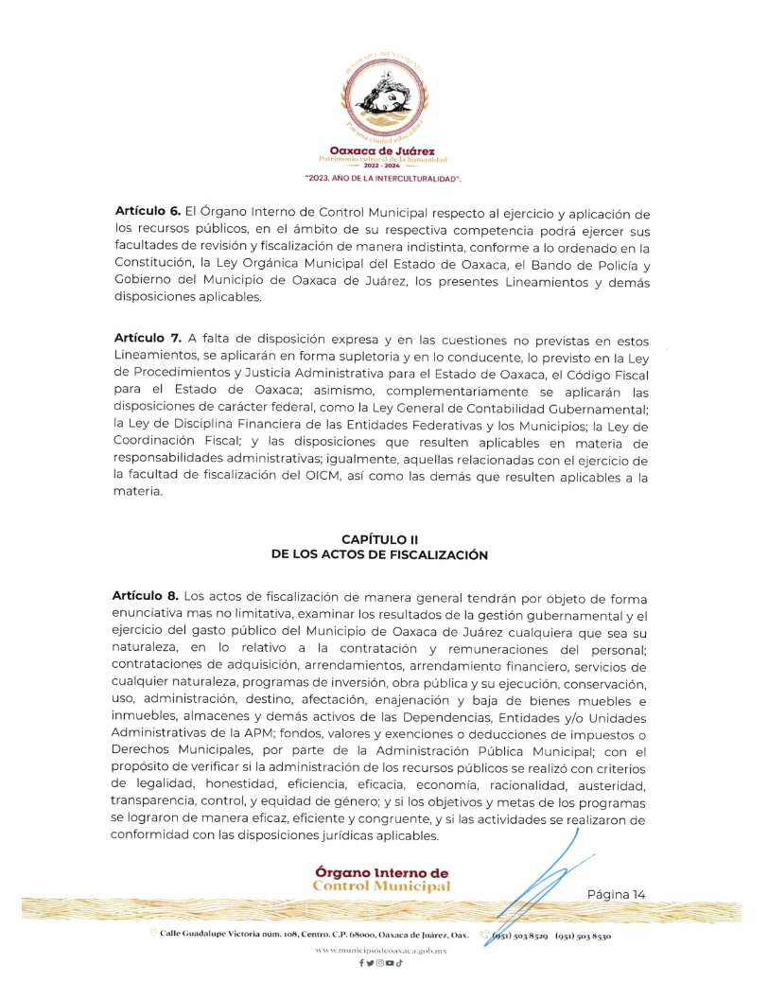 HONORABLE AYUNTAMIENTO
Por una ciudad educadora
Oaxaca de Juárez
Patrimonio cultural de la humanidad
2022 - 2024
"2023, AÑO DE LA INTERCULTURALIDAD".
Artículo 6. El Órgano Interno de Control Municipal respecto al ejercicio y aplicación de
los recursos públicos, en el ámbito de su respectiva competencia podrá ejercer sus
facultades de revisión y fiscalización de manera indistinta, conforme a lo ordenado en la
Constitución, la Ley Orgánica Municipal del Estado de Oaxaca, el Bando de Policía y
Gobierno del Municipio de Oaxaca de Juárez, los presentes Lineamientos y demás
disposiciones aplicables.
Artículo 7. A falta de disposición expresa y en las cuestiones no previstas en estos
Lineamientos, se aplicarán en forma supletoria y en lo conducente, lo previsto en la Ley
de Procedimientos y Justicia Administrativa para el Estado de Oaxaca, el Código Fiscal
para el Estado de Oaxaca; asimismo, complementariamente se aplicarán las
disposiciones de carácter federal, como la Ley General de Contabilidad Gubernamental;
la Ley de Disciplina Financiera de las Entidades Federativas y los Municipios; la Ley de
Coordinación Fiscal; y las disposiciones que resulten aplicables en materia de
responsabilidades administrativas; igualmente, aquellas relacionadas con el ejercicio de
la facultad de fiscalización del OICM, así como las demás que resulten aplicables a la
materia.
CAPÍTULO II
DE LOS ACTOS DE FISCALIZACIÓN
Artículo 8. Los actos de fiscalización de manera general tendrán por objeto de forma
enunciativa mas no limitativa, examinar los resultados de la gestión gubernamental y el
ejercicio del gasto público del Municipio de Oaxaca de Juárez cualquiera que sea su
naturaleza, en lo relativo a la contratación y remuneraciones del personal;
contrataciones de adquisición, arrendamientos, arrendamiento financiero, servicios de
cualquier naturaleza, programas de inversión, obra pública y su ejecución, conservación,
uso, administración, destino, afectación, enajenación y baja de bienes muebles e
inmuebles, almacenes y demás activos de las Dependencias, Entidades y/o Unidades
Administrativas de la APM; fondos, valores y exenciones o deducciones de impuestos o
Derechos Municipales, por parte de la Administración Pública Municipal; con el
propósito de verificar si la administración de los recursos públicos se realizó con criterios
de legalidad, honestidad, eficiencia, eficacia, economía, racionalidad, austeridad,
transparencia, control, y equidad de género; y si los objetivos y metas de los programas
se lograron de manera eficaz, eficiente y congruente, y si las actividades se realizaron de
conformidad con las disposiciones jurídicas aplicables.
Órgano Interno de
Control Municipal
Página 14
Calle Guadalupe Victoria núm. 108, Centro, C.P. 68000, Oaxaca de Juárez, Oax. (951) 503 8529 (951) 503 8530
www.municipiodeoaxaca.gob.mx